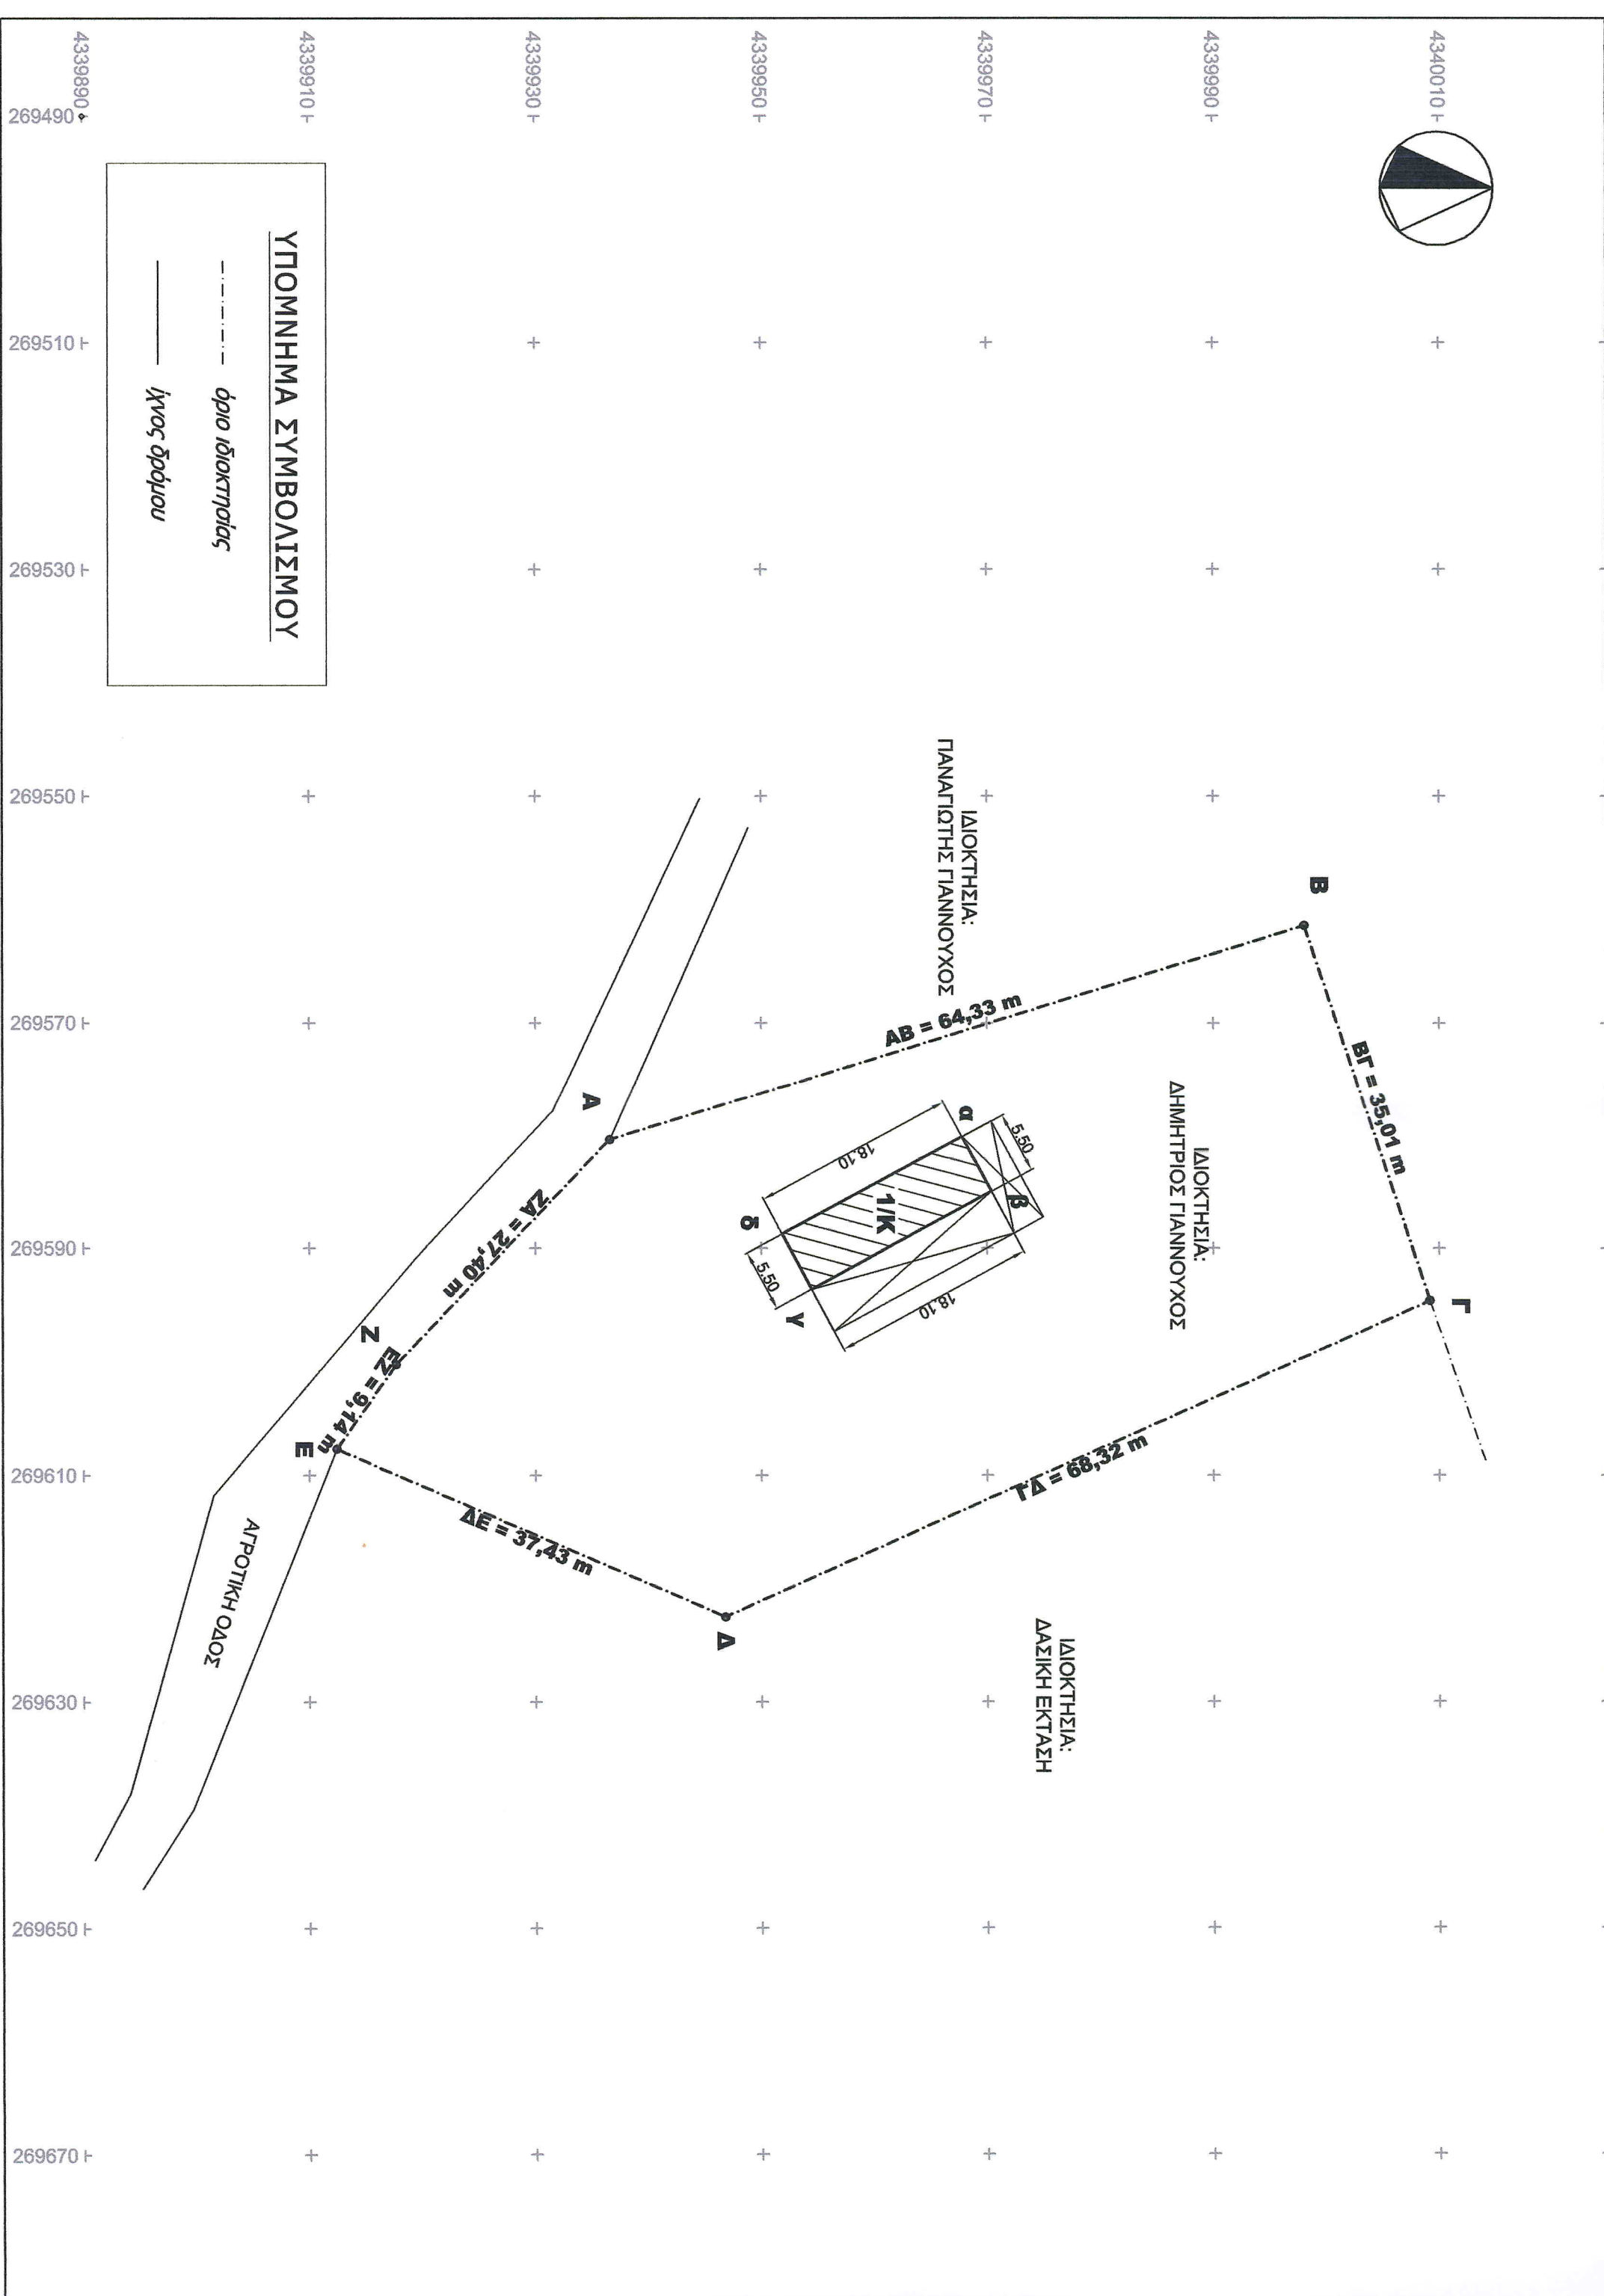 4339890
4339910
4339930
4339950
4339970
4339990
4340010
269490
269510
269530
269550
269570
269590
269610
269630
269650
269670
ΥΠΟΜΝΗΜΑ ΣΥΜΒΟΛΙΣΜΟΥ
όριο ιδιοκτησίας
ίχνος δρόμου
ΙΔΙΟΚΤΗΣΙΑ:
ΠΑΝΑΓΙΩΤΗΣ ΓΙΑΝΝΟΥΧΟΣ
Β
ΑΒ = 64,33 m
ΒΓ = 35,01 m
Γ
ΙΔΙΟΚΤΗΣΙΑ:
ΔΗΜΗΤΡΙΟΣ ΓΙΑΝΝΟΥΧΟΣ
α
5.50
β
18.10
1/Κ
δ
5.50
γ
18.10
Α
ΖΑ = 27,40 m
Ζ
ΕΖ = 9,14 m
Ε
ΔΕ = 37,43 m
ΓΔ = 68,32 m
Δ
ΙΔΙΟΚΤΗΣΙΑ:
ΔΑΣΙΚΗ ΕΚΤΑΣΗ
ΑΓΡΟΤΙΚΗ ΟΔΟΣ